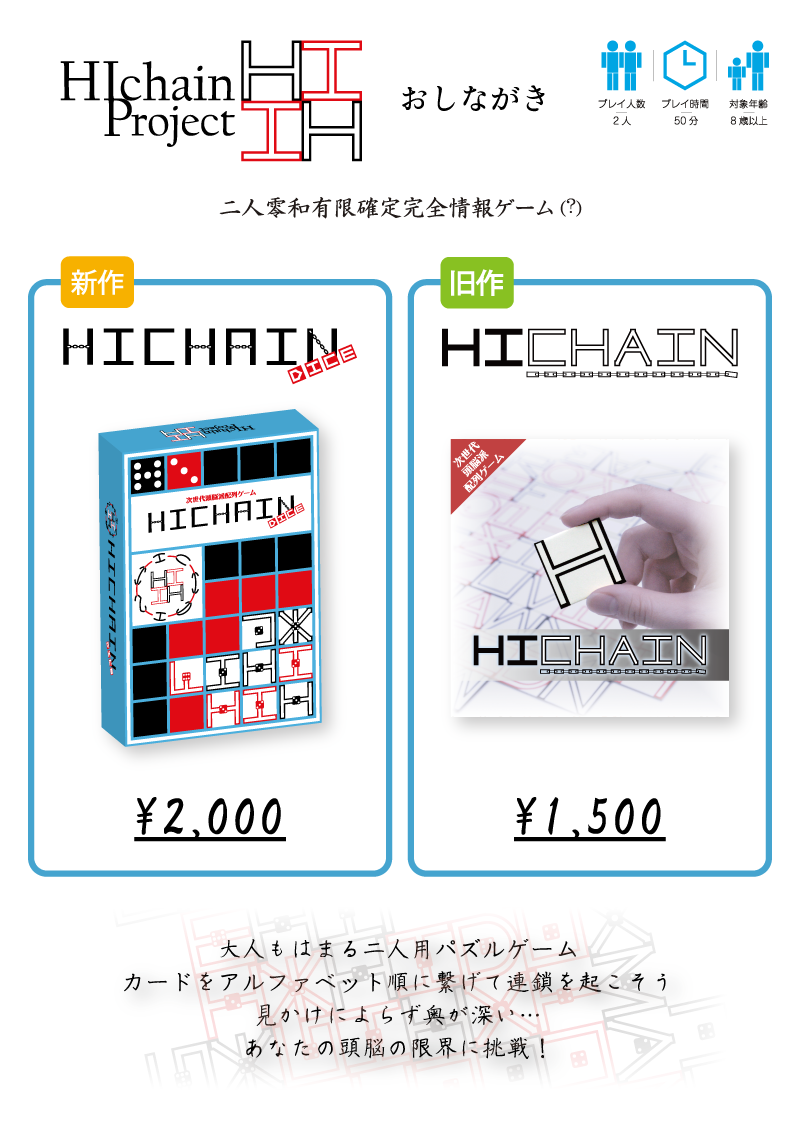 HIchain
Project
おしながき
プレイ人数
2人
プレイ時間
50分
対象年齢
8歳以上
二人零和有限確定完全情報ゲーム(?)
新作
HICHAIN
DICE
次世代頭脳派配列ゲーム
HICHAIN
DICE
HICHAIN
¥2,000
旧作
HICHAIN
次世代
頭脳派
配列ゲーム
HICHAIN
¥1,500
大人もはまる二人用パズルゲーム
カードをアルファベット順に繋げて連鎖を起こそう
見かけによらず奥が深い…
あなたの頭脳の限界に挑戦!